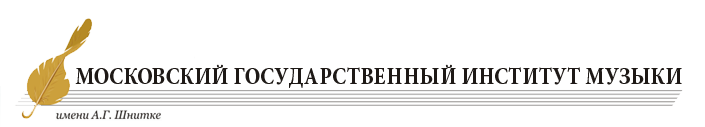 МОСКОВСКИЙ ГОСУДАРСТВЕННЫЙ ИНСТИТУТ МУЗЫКИ
имени А.Г. Шнитке